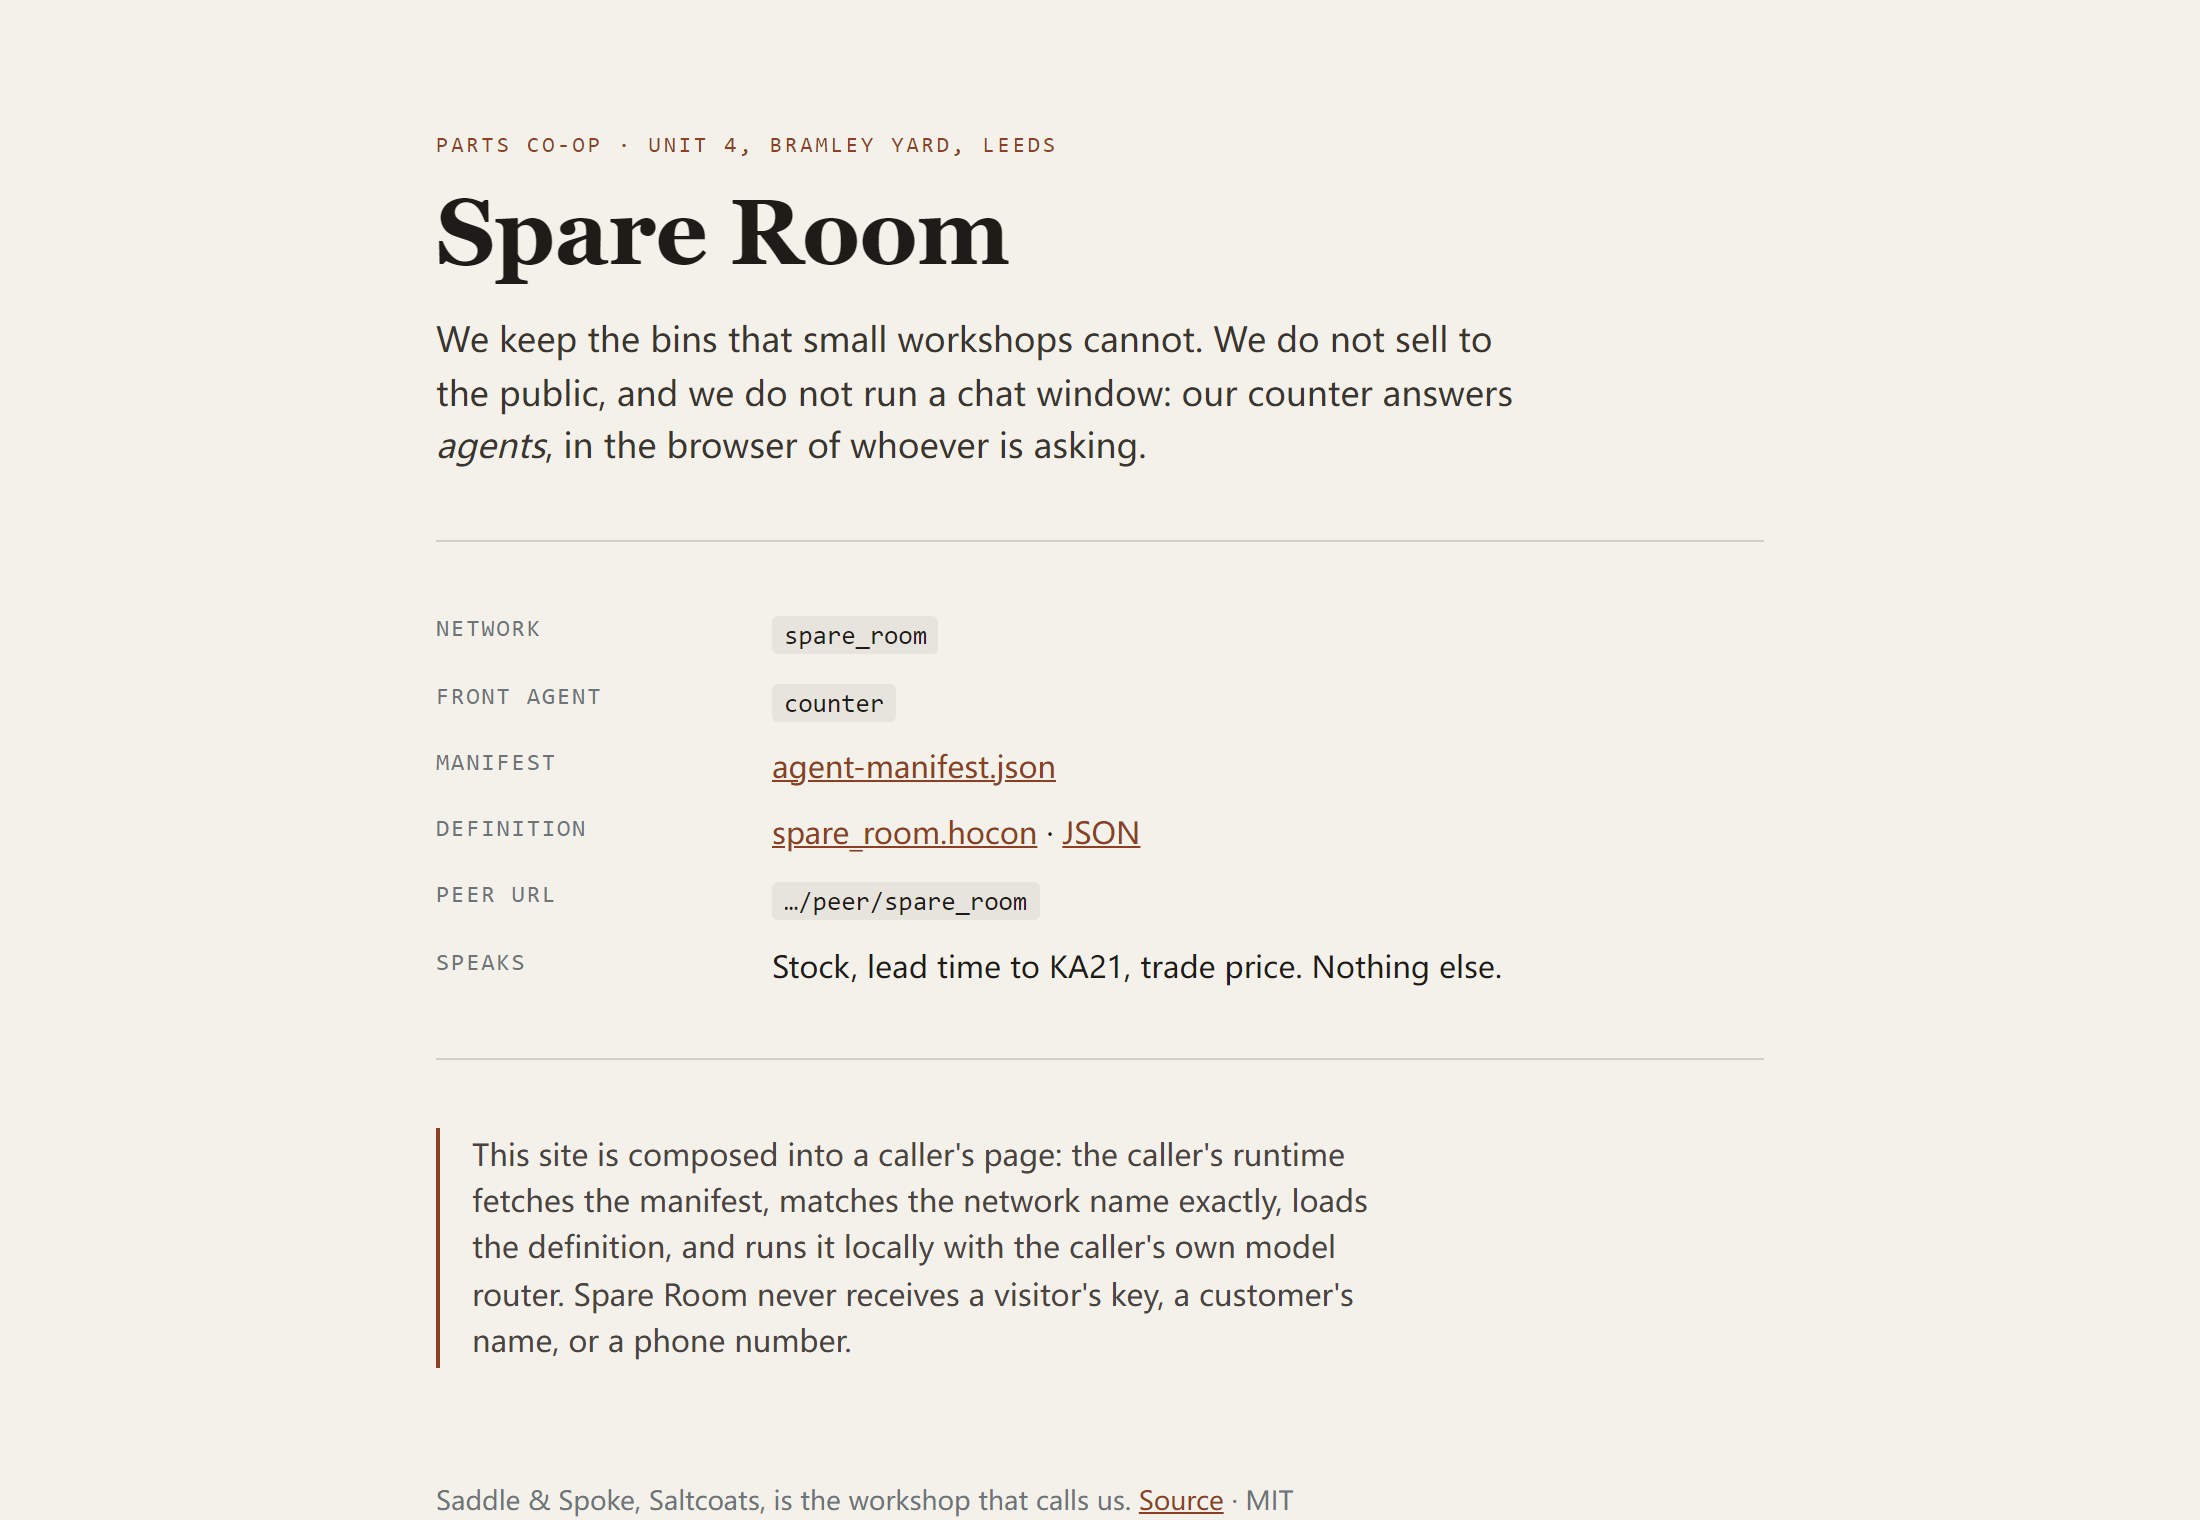 PARTS CO-OP · UNIT 4, BRAMLEY YARD, LEEDS
Spare Room
We keep the bins that small workshops cannot. We do not sell to
the public, and we do not run a chat window: our counter answers
agents, in the browser of whoever is asking.
NETWORK spare_room
FRONT AGENT counter
MANIFEST agent-manifest.json
DEFINITION spare_room.hocon · JSON
PEER URL …/peer/spare_room
SPEAKS Stock, lead time to KA21, trade price. Nothing else.
This site is composed into a caller's page: the caller's runtime
fetches the manifest, matches the network name exactly, loads
the definition, and runs it locally with the caller's own model
router. Spare Room never receives a visitor's key, a customer's
name, or a phone number.
Saddle & Spoke, Saltcoats, is the workshop that calls us. Source · MIT